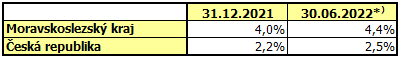 31.12.2021 30.06.2022*)
Moravskoslezský kraj 4,0% 4,4%
Česká republika 2,2% 2,5%